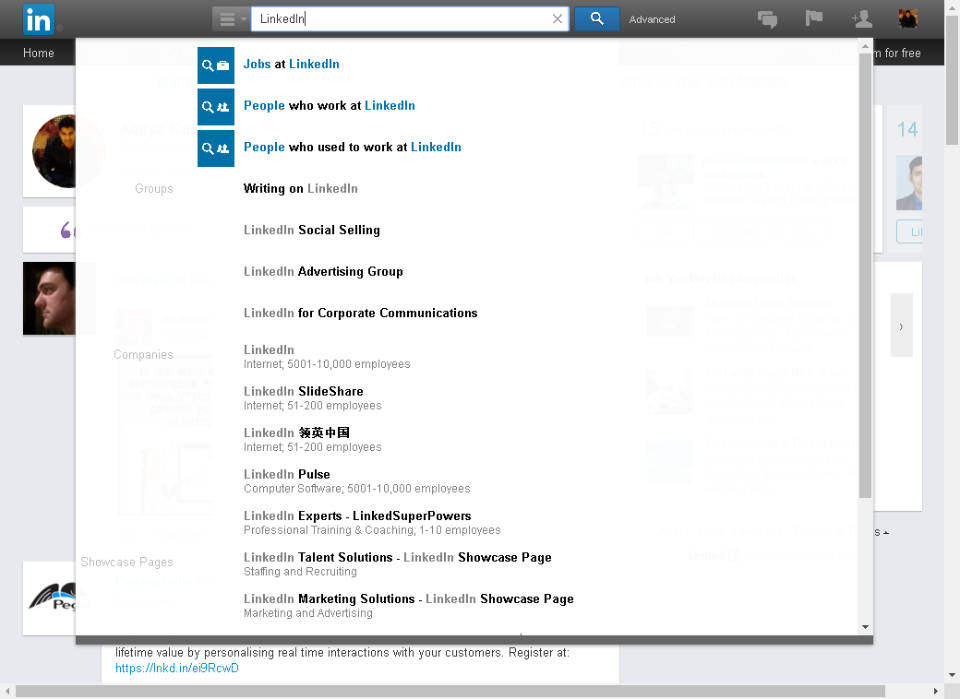 in
LinkedIn
Advanced
Home
m for free
Jobs at LinkedIn
People who work at LinkedIn
People who used to work at LinkedIn
Groups
Writing on LinkedIn
LinkedIn Social Selling
LinkedIn Advertising Group
LinkedIn for Corporate Communications
Companies
LinkedIn
Internet; 5001-10,000 employees
LinkedIn SlideShare
Internet; 51-200 employees
LinkedIn 领英中国
Internet; 51-200 employees
LinkedIn Pulse
Computer Software; 5001-10,000 employees
LinkedIn Experts - LinkedSuperPowers
Professional Training & Coaching; 1-10 employees
Showcase Pages
LinkedIn Talent Solutions - LinkedIn Showcase Page
Staffing and Recruiting
LinkedIn Marketing Solutions - LinkedIn Showcase Page
Marketing and Advertising
14
lifetime value by personalising real time interactions with your customers. Register at:
https://lnkd.in/ei9RcwD